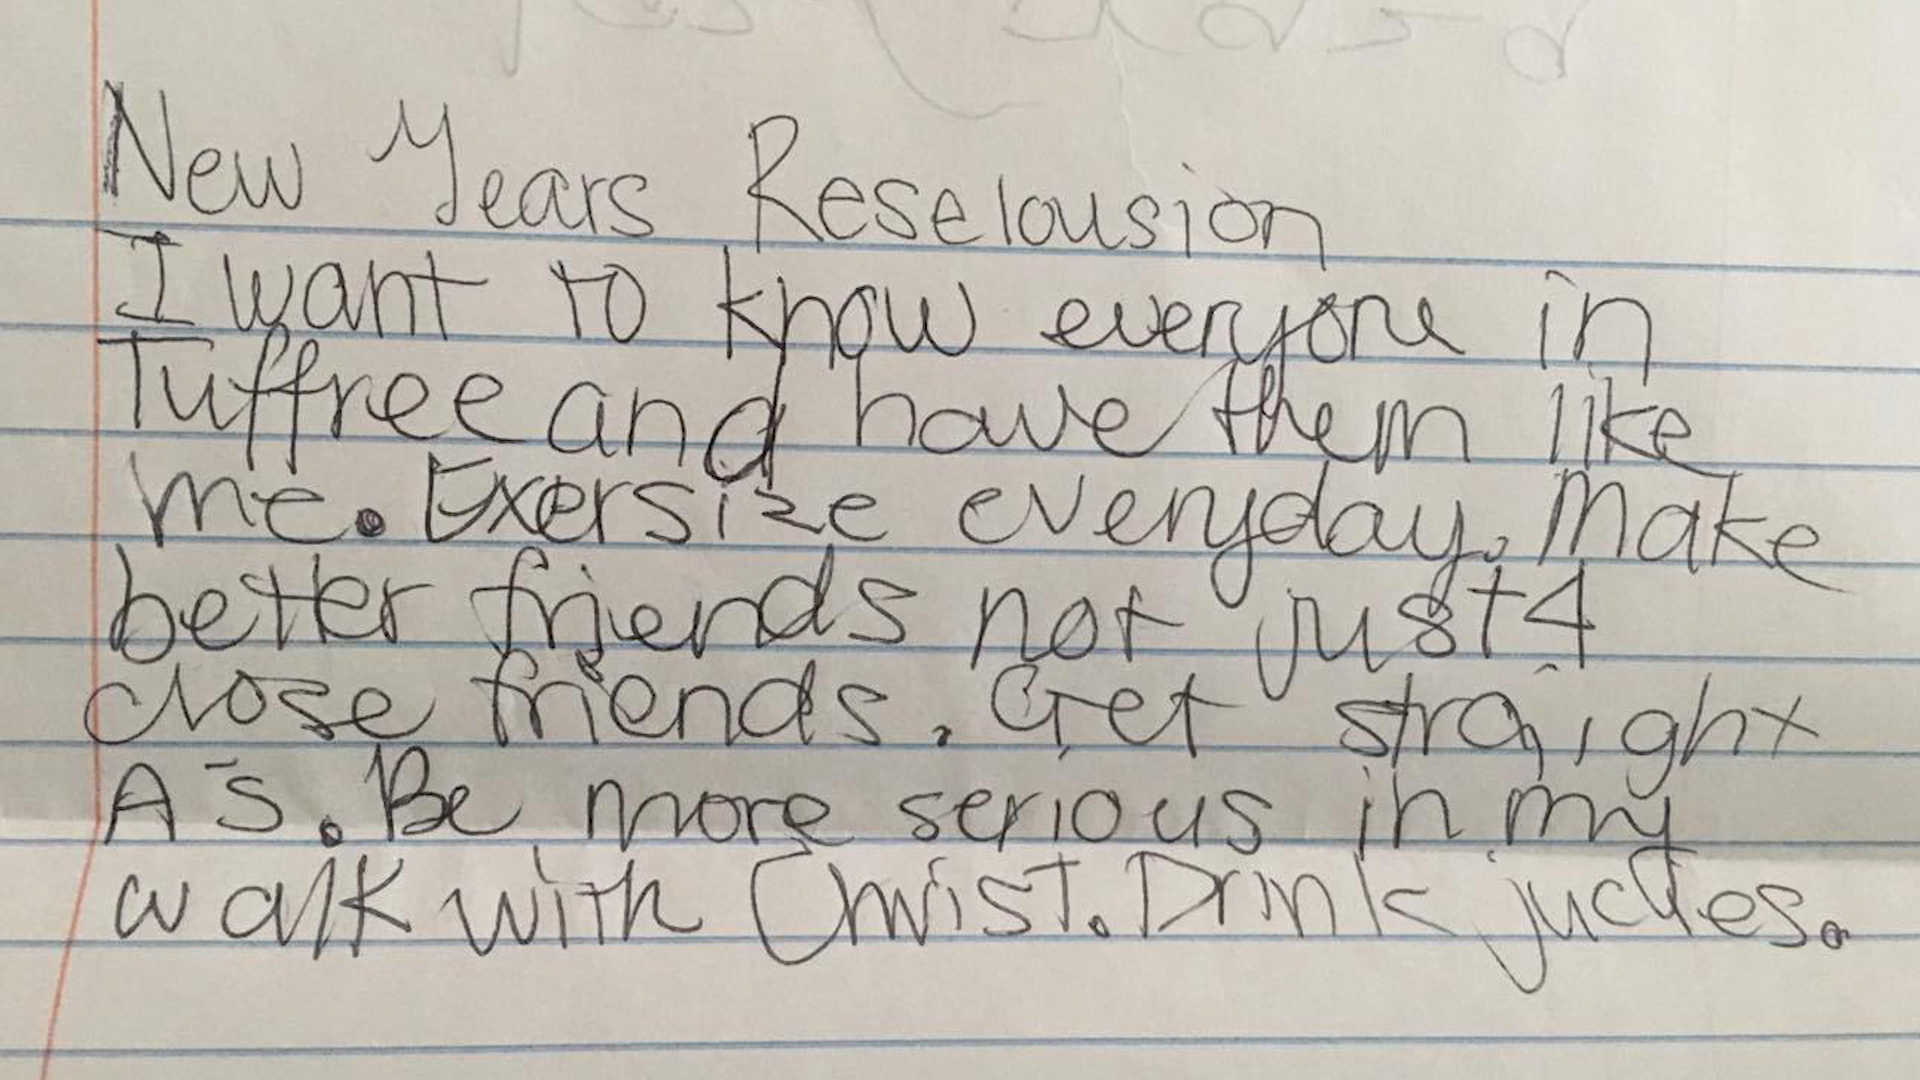 New Years Reselousion
I want to know everyone in
Tuffree and have them like
me. Exersize everyday. Make
better friends not just 4
close friends. Get straight
A's. Be more serious in my
walk with Christ. Drink